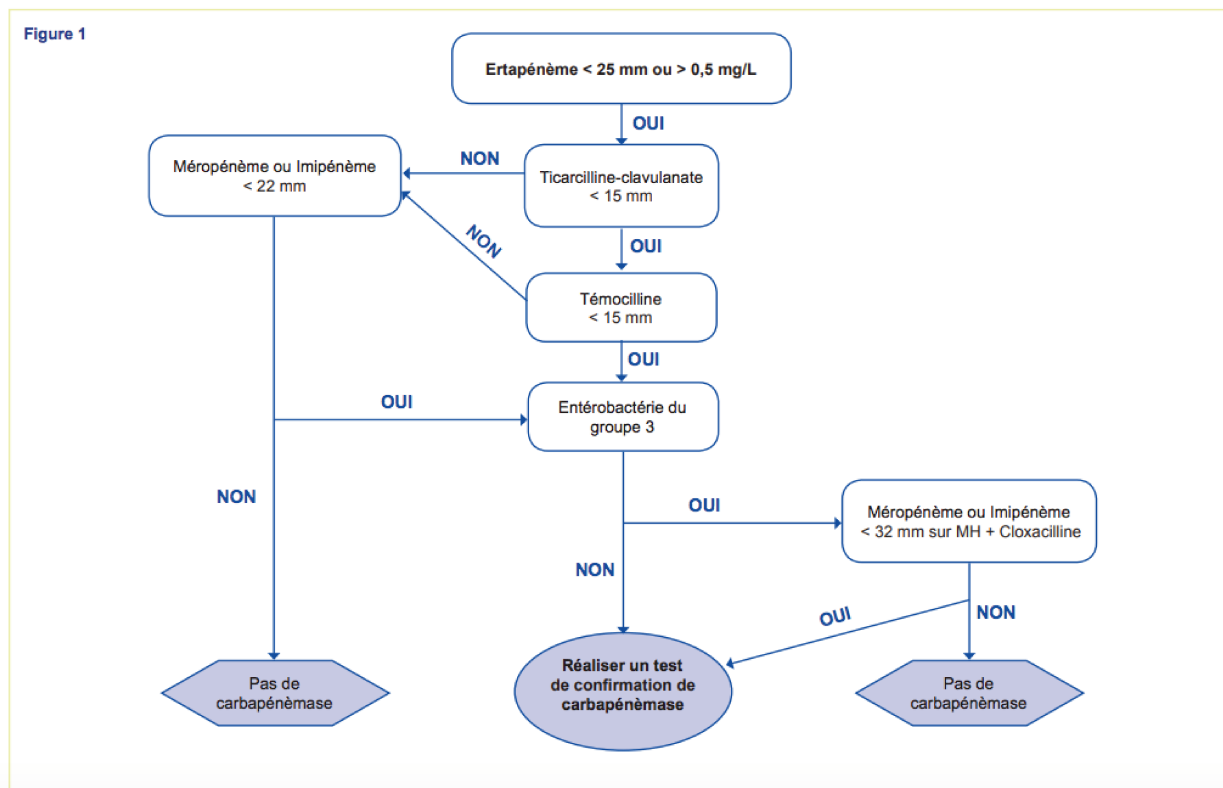 Figure 1
Ertapénème < 25 mm ou > 0,5 mg/L
OUI
NON
Méropénème ou Imipénème
< 22 mm
Ticarcilline-clavulanate
< 15 mm
NON
OUI
Témocilline
< 15 mm
OUI
OUI
Entérobactérie du
groupe 3
NON
OUI
Méropénème ou Imipénème
< 32 mm sur MH + Cloxacilline
NON
OUI
NON
Pas de
carbapénèmase
Réaliser un test
de confirmation de
carbapénèmase
Pas de
carbapénèmase